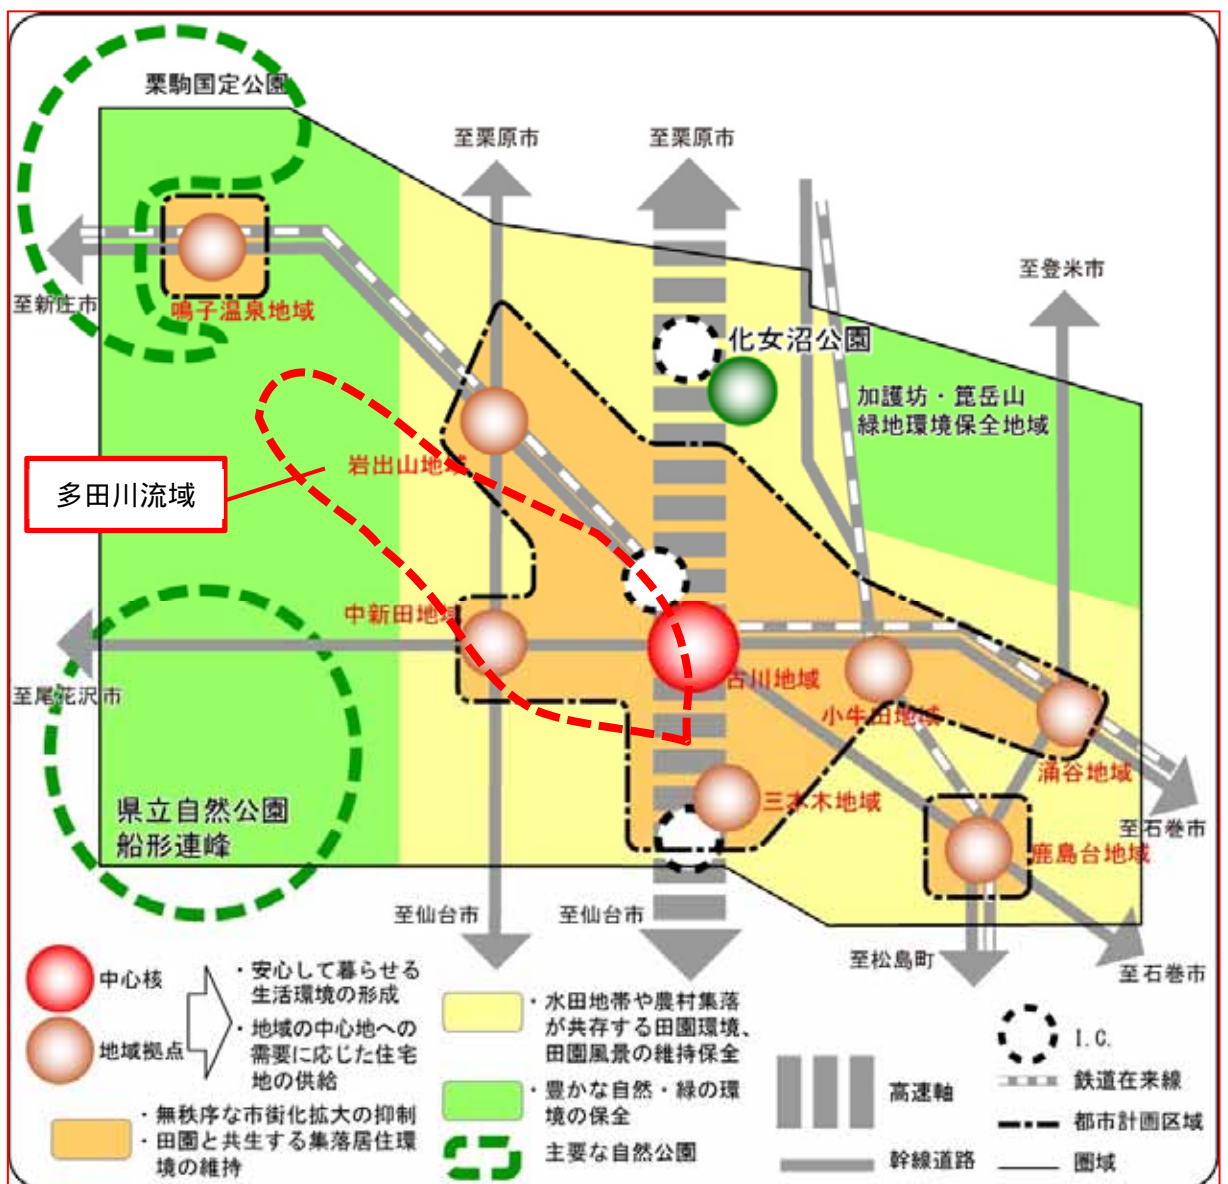 栗駒国定公園
至栗原市
至栗原市
至登米市
至新庄市
鳴子温泉地域
化女沼公園
加護坊・箆岳山
緑地環境保全地域
岩出山地域
多田川流域
中新田地域
至尾花沢市
古川地域
小牛田地域
涌谷地域
県立自然公園
船形連峰
三本木地域
至石巻市
鹿島台地域
至仙台市
至仙台市
至松島町
至石巻市
中心核
地域拠点
・安心して暮らせる
生活環境の形成
・地域の中心地への
需要に応じた住宅
地の供給
・無秩序な市街化拡大の抑制
・田園と共生する集落居住環
境の維持
・水田地帯や農村集落
が共存する田園環境、
田園風景の維持保全
・豊かな自然・緑の環
境の保全
主要な自然公園
高速軸
幹線道路
I.C.
鉄道在来線
都市計画区域
圏域